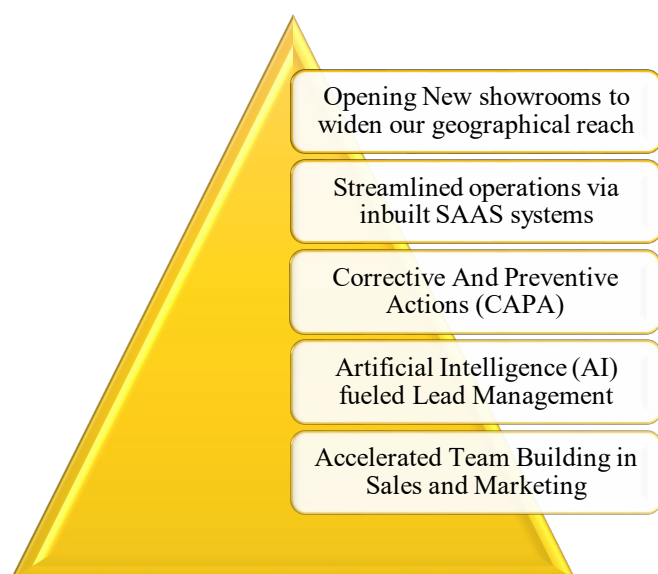 Opening New showrooms to
widen our geographical reach
Streamlined operations via
inbuilt SAAS systems
Corrective And Preventive
Actions (CAPA)
Artificial Intelligence (AI)
fueled Lead Management
Accelerated Team Building in
Sales and Marketing